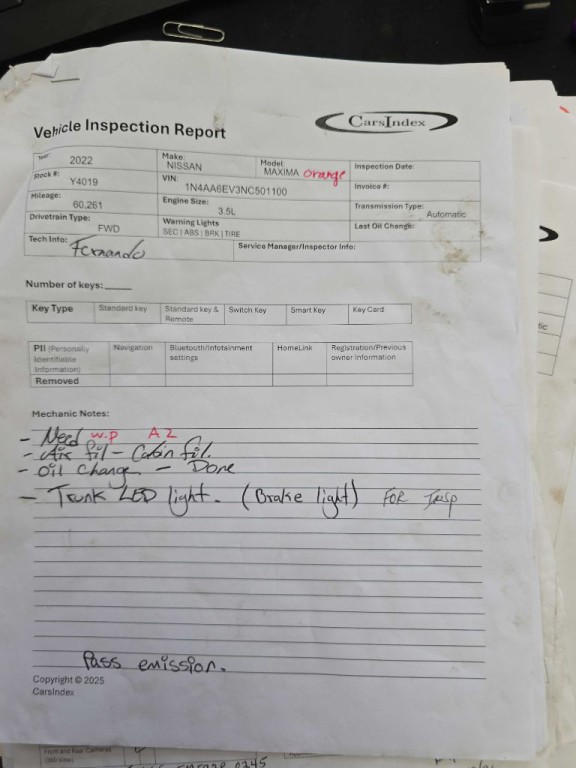 CarsIndex
Vehicle Inspection Report
Year: 2022 Make: NISSAN Model: MAXIMA orange Inspection Date:
Stock #: Y4019 VIN: 1N4AA6EV3NC501100 Invoice #:
Mileage: 60,261 Engine Size: 3.5L Transmission Type: Automatic
Drivetrain Type: FWD Warning Lights SEC | ABS | BRK | TIRE Last Oil Change:
Tech Info: Fernando Service Manager/Inspector Info:
Number of keys:
Key Type Standard key Standard key & Remote Switch Key Smart Key Key Card
PII (Personally Identifiable Information) Navigation Bluetooth/Infotainment settings HomeLink Registration/Previous owner information
Removed
Mechanic Notes:
- Need W.P A2
- Air fil - Cabin fil.
- Oil Change - Done
- Trunk LED light. (Brake light) FOR INSP
Pass emission.
Copyright © 2025
CarsIndex
Front and Rear Cameras